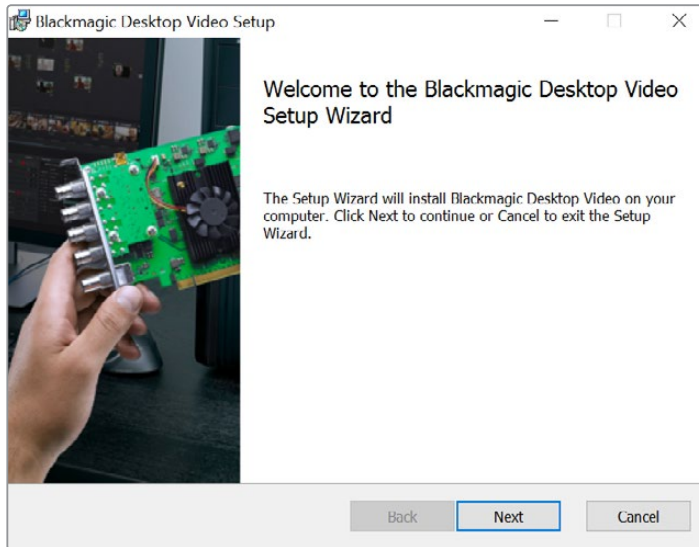 Blackmagic Desktop Video Setup
Welcome to the Blackmagic Desktop Video
Setup Wizard
The Setup Wizard will install Blackmagic Desktop Video on your
computer. Click Next to continue or Cancel to exit the Setup
Wizard.
Back
Next
Cancel